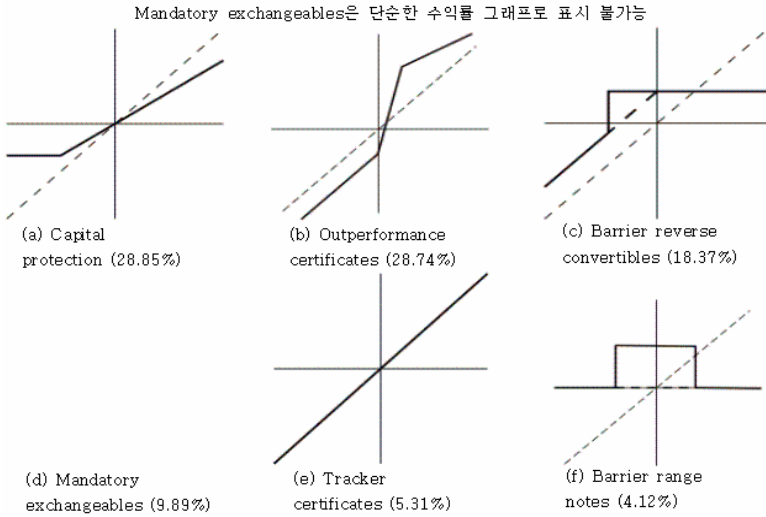 Mandatory exchangeables은 단순한 수익률 그래프로 표시 불가능
(a) Capital
protection (28.85%)
(b) Outperformance
certificates (28.74%)
(c) Barrier reverse
convertibles (18.37%)
(d) Mandatory
exchangeables (9.89%)
(e) Tracker
certificates (5.31%)
(f) Barrier range
notes (4.12%)